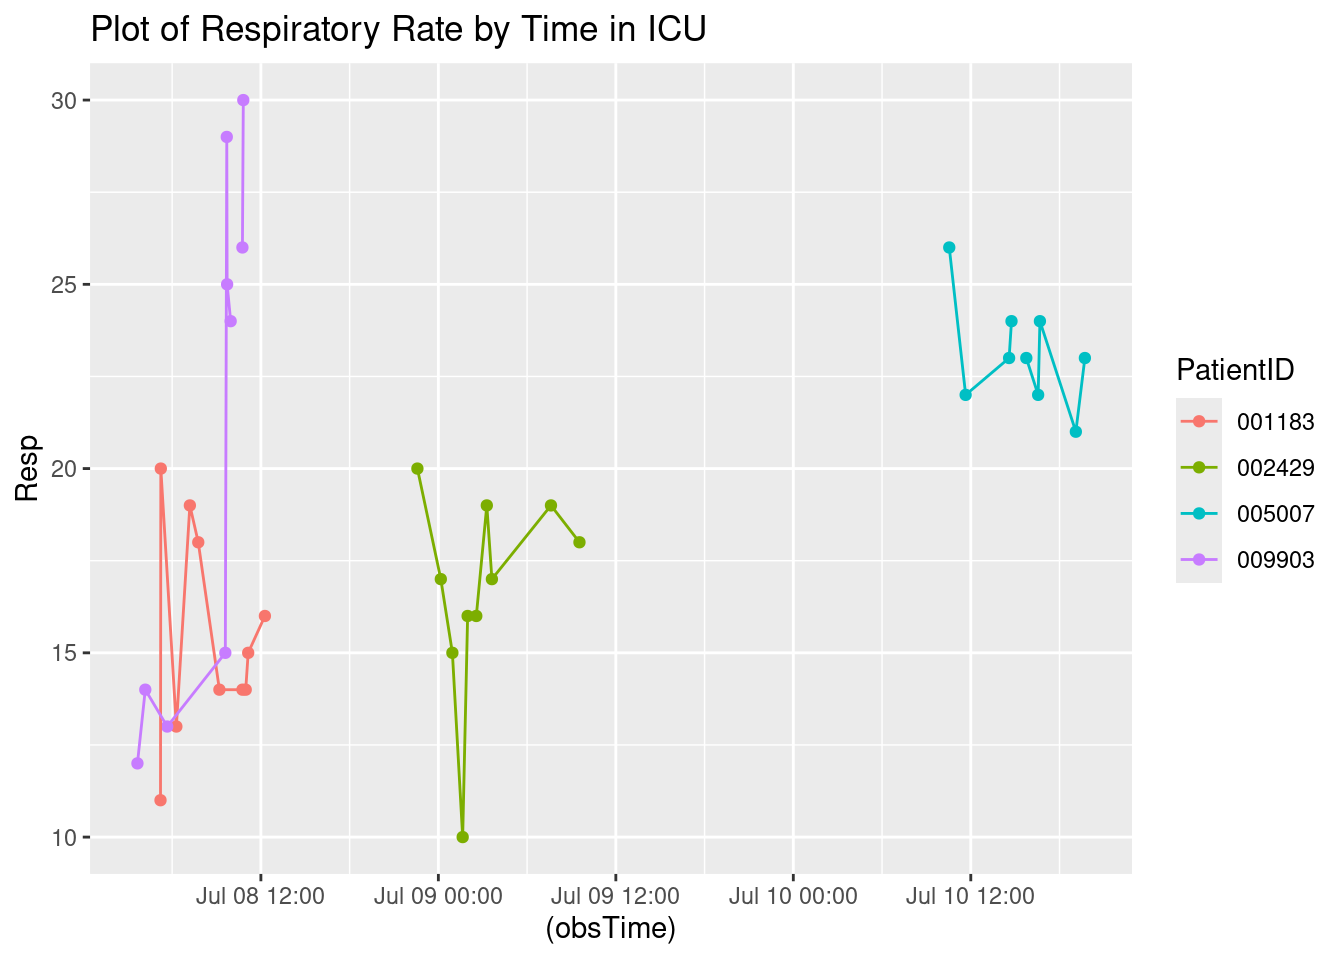 Plot of Respiratory Rate by Time in ICU
30
25
20
15
10
Resp
Jul 08 12:00
Jul 09 00:00
Jul 09 12:00
Jul 10 00:00
Jul 10 12:00
(obsTime)
PatientID
001183
002429
005007
009903